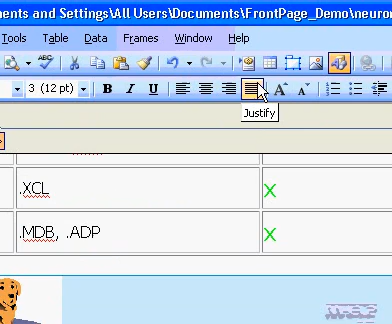 ments and Settings\All Users\Documents\FrontPage_Demo\neuro
Tools Table Data Frames Window Help
3 (12 pt) B I U A A
Justify
.XCL X
.MDB, .ADP X